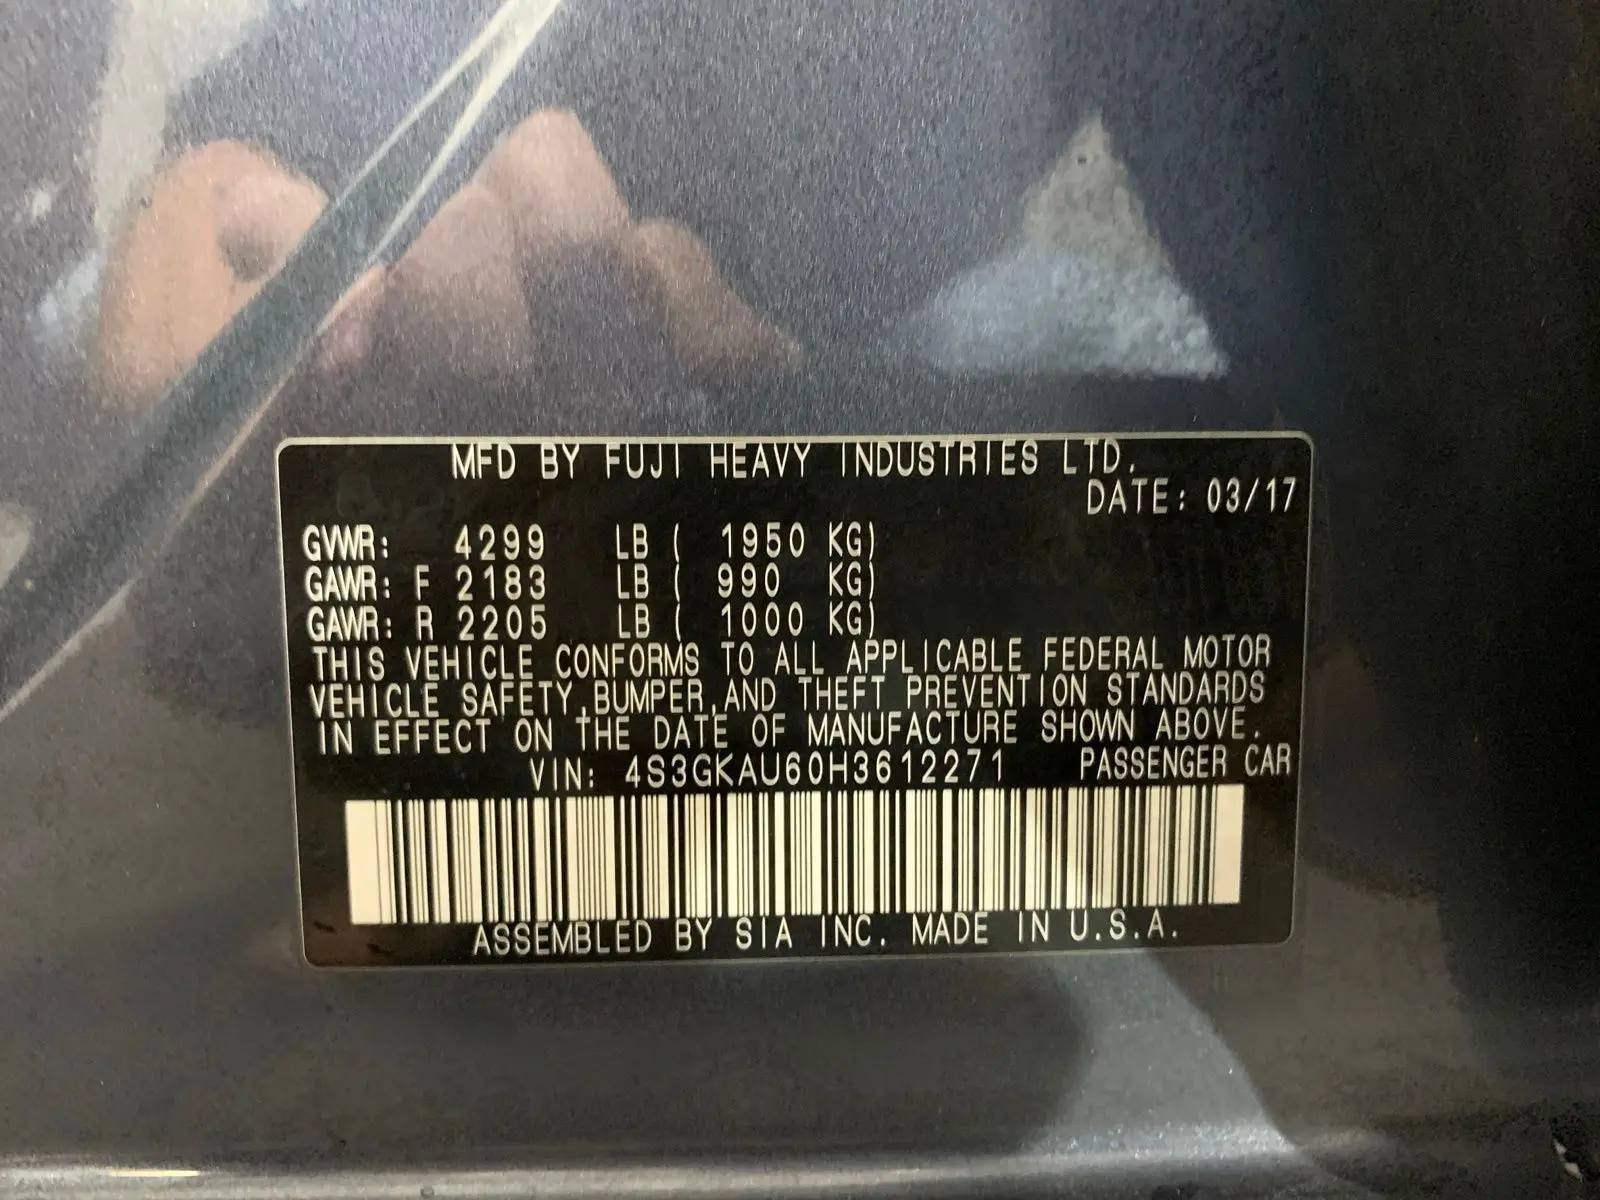 MFD BY FUJI HEAVY INDUSTRIES LTD.
DATE: 03/17
GVWR: 4299 LB ( 1950 KG)
GAWR: F 2183 LB ( 990 KG)
GAWR: R 2205 LB ( 1000 KG)
THIS VEHICLE CONFORMS TO ALL APPLICABLE FEDERAL MOTOR
VEHICLE SAFETY,BUMPER,AND THEFT PREVENTION STANDARDS
IN EFFECT ON THE DATE OF MANUFACTURE SHOWN ABOVE.
VIN: 4S3GKAU60H3612271 PASSENGER CAR
ASSEMBLED BY SIA INC. MADE IN U.S.A.